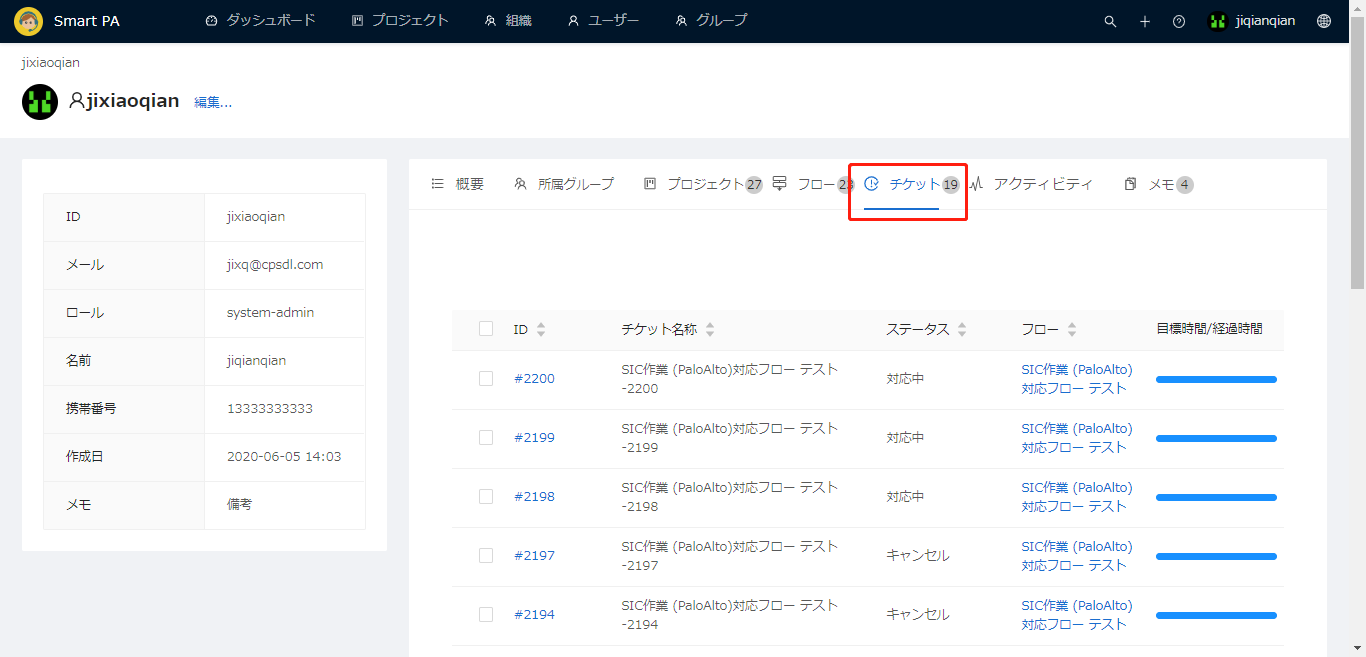 Smart PA ダッシュボード プロジェクト 組織 ユーザー グループ jiqianqian
jixiaoqian
jixiaoqian 編集...
概要 所属グループ プロジェクト 27 フロー 23 チケット 19 アクティビティ メモ 4
ID jixiaoqian
メール jixq@cpsdl.com
ロール system-admin
名前 jiqianqian
携帯番号 13333333333
作成日 2020-06-05 14:03
メモ 備考
ID チケット名称 ステータス フロー 目標時間/経過時間
#2200 SIC作業 (PaloAlto)対応フロー テスト
-2200 対応中 SIC作業 (PaloAlto)
対応フロー テスト
#2199 SIC作業 (PaloAlto)対応フロー テスト
-2199 対応中 SIC作業 (PaloAlto)
対応フロー テスト
#2198 SIC作業 (PaloAlto)対応フロー テスト
-2198 対応中 SIC作業 (PaloAlto)
対応フロー テスト
#2197 SIC作業 (PaloAlto)対応フロー テスト
-2197 キャンセル SIC作業 (PaloAlto)
対応フロー テスト
#2194 SIC作業 (PaloAlto)対応フロー テスト
-2194 キャンセル SIC作業 (PaloAlto)
対応フロー テスト